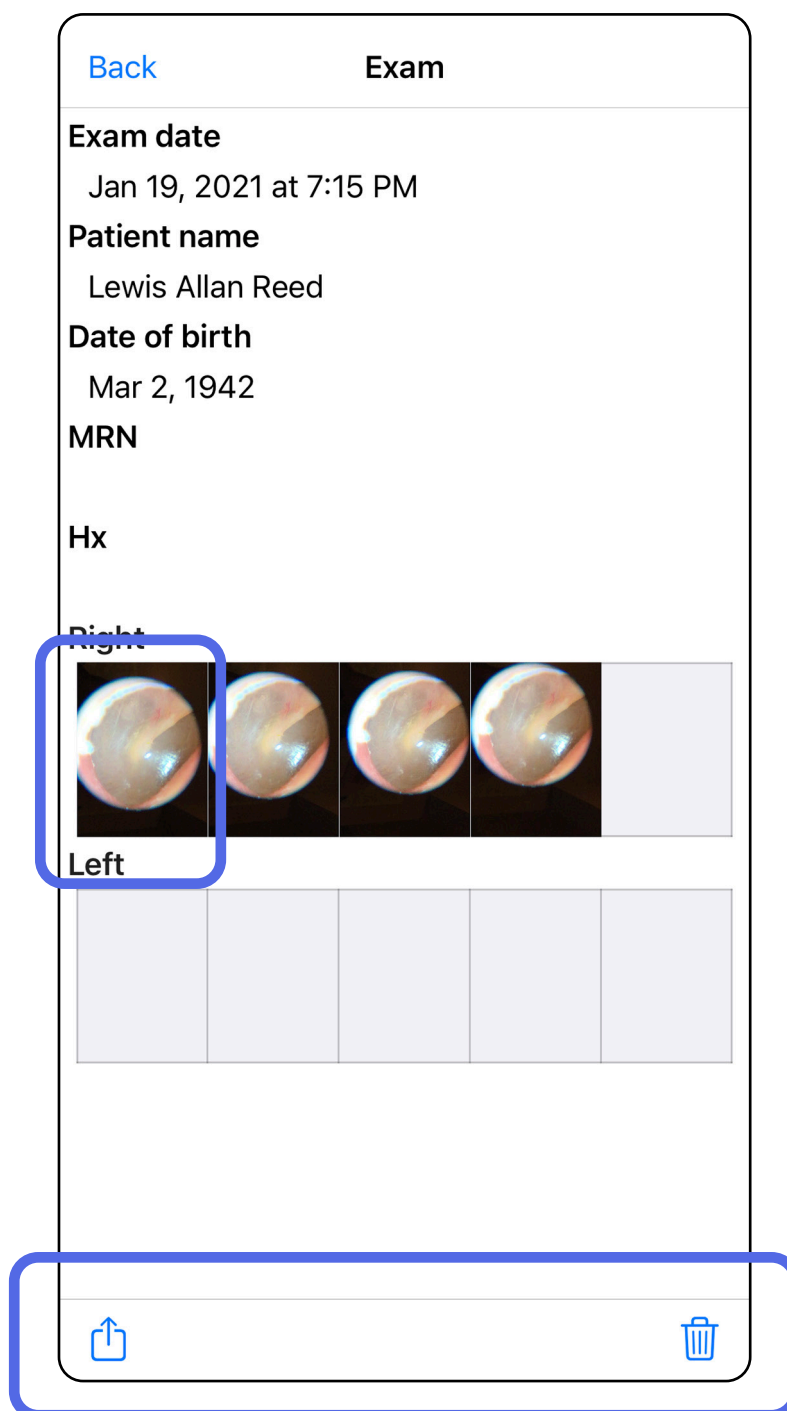 Back
Exam
Exam date
Jan 19, 2021 at 7:15 PM
Patient name
Lewis Allan Reed
Date of birth
Mar 2, 1942
MRN
Hx
Right
Left